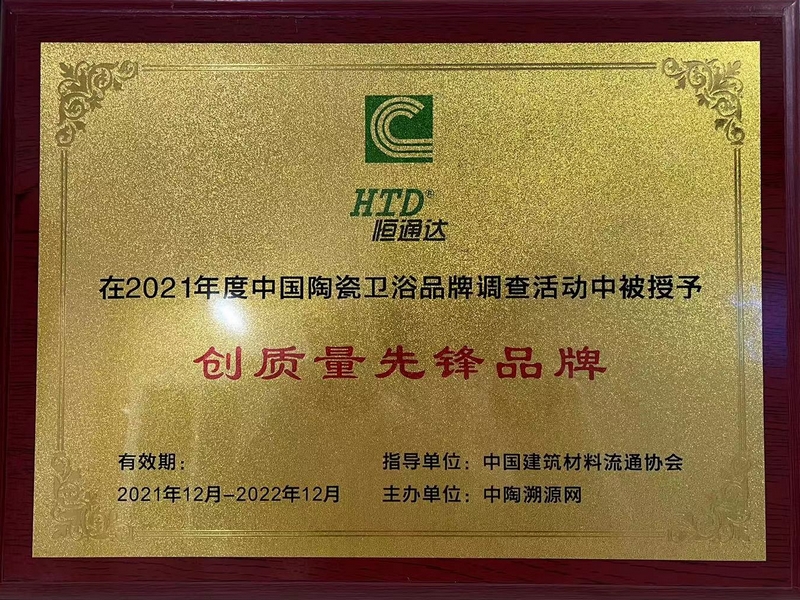 HTD®
恒通达
在2021年度中国陶瓷卫浴品牌调查活动中被授予
创质量先锋品牌
有效期：
2021年12月–2022年12月
指导单位：中国建筑材料流通协会
主办单位：中陶溯源网